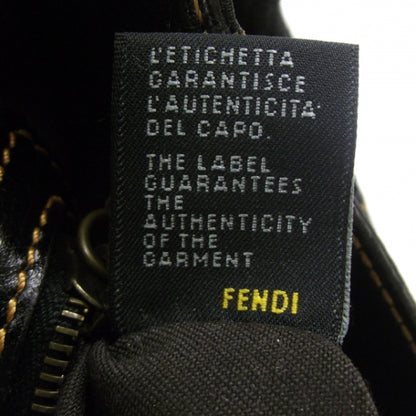 L'ETICHETTA
GARANTISCE
L'AUTENTICITA'
DEL CAPO.
THE LABEL
GUARANTEES
THE
AUTHENTICITY
OF THE
GARMENT
FENDI